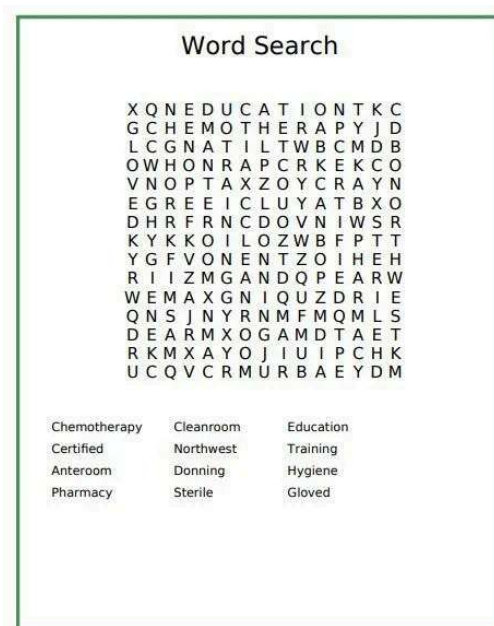 Word Search
X Q N E D U C A T I O N T K C
G C H E M O T H E R A P Y J D
L C G N A T I L T W B C M D B
O W H O N R A P C R K E K C O
V N O P T A X Z O Y C R A Y N
E G R E E I C L U Y A T B X O
D H R F R N C D O V N I W S R
K Y K K O I L O Z W B F P T T
Y G F V O N E N T Z O I H E H
R I I Z M G A N D Q P E A R W
W E M A X G N I Q U Z D R I E
Q N S J N Y R N M F M Q M L S
D E A R M X O G A M D T A E T
R K M X A Y O J I U I P C H K
U C Q V C R M U R B A E Y D M
Chemotherapy Cleanroom Education
Certified Northwest Training
Anteroom Donning Hygiene
Pharmacy Sterile Gloved